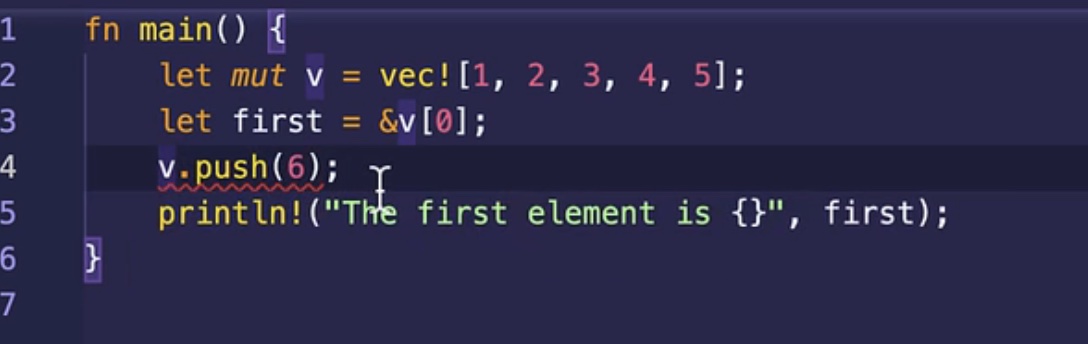 1 fn main() {
2 let mut v = vec![1, 2, 3, 4, 5];
3 let first = &v[0];
4 v.push(6);
5 println!("The first element is {}", first);
6 }
7